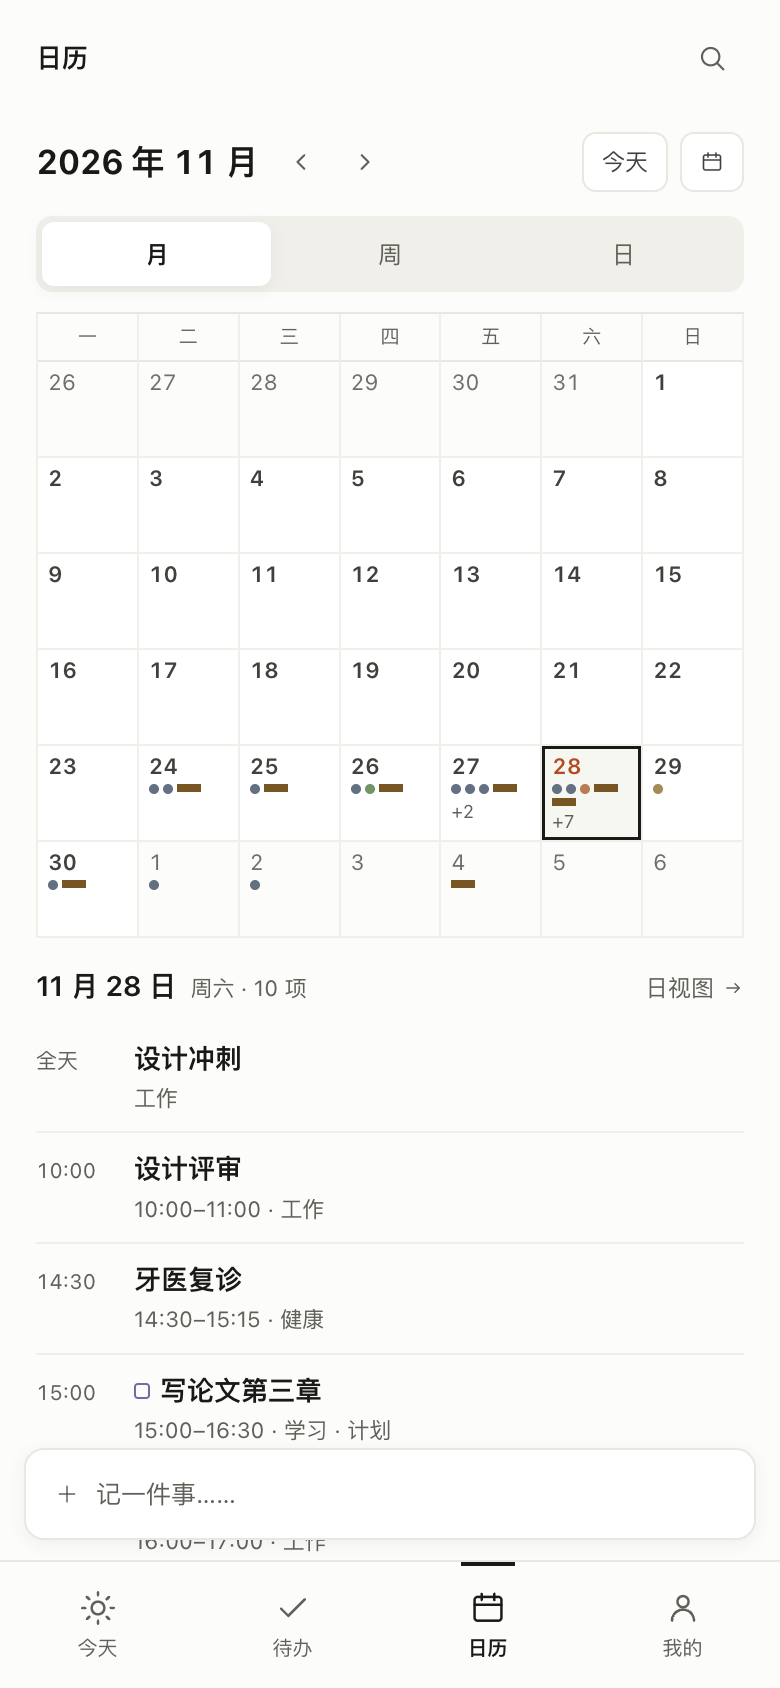 日历
2026 年 11 月
今天
月 周 日
一 二 三 四 五 六 日
26 27 28 29 30 31 1
2 3 4 5 6 7 8
9 10 11 12 13 14 15
16 17 18 19 20 21 22
23 24 25 26 27 28 29
+2 +7
30 1 2 3 4 5 6
11 月 28 日 周六 · 10 项 日视图 →
全天 设计冲刺
工作
10:00 设计评审
10:00–11:00 · 工作
14:30 牙医复诊
14:30–15:15 · 健康
15:00 写论文第三章
15:00–16:30 · 学习 · 计划
+ 记一件事……
16:00–17:00 · 工作
今天 待办 日历 我的